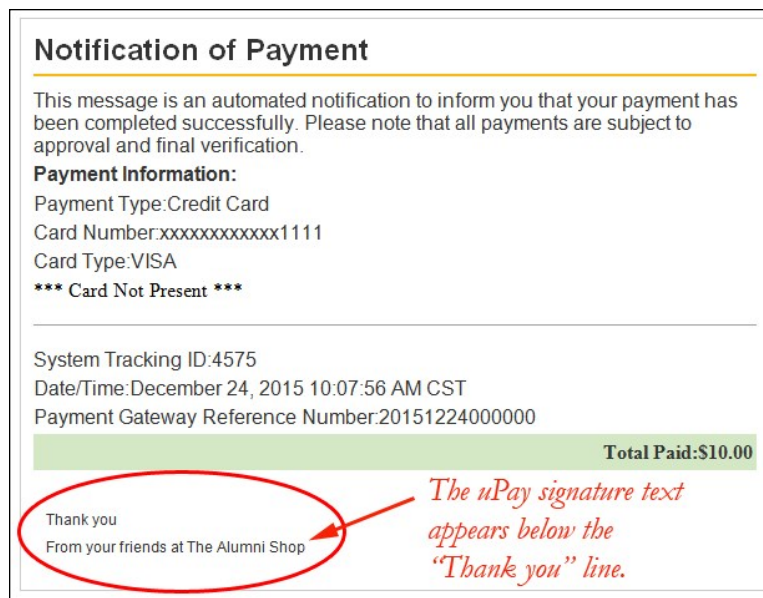 Notification of Payment
This message is an automated notification to inform you that your payment has
been completed successfully. Please note that all payments are subject to
approval and final verification.
Payment Information:
Payment Type:Credit Card
Card Number:xxxxxxxxxxxx1111
Card Type:VISA
*** Card Not Present ***
System Tracking ID:4575
Date/Time:December 24, 2015 10:07:56 AM CST
Payment Gateway Reference Number:20151224000000
Total Paid:$10.00
Thank you
From your friends at The Alumni Shop
The uPay signature text
appears below the
“Thank you” line.